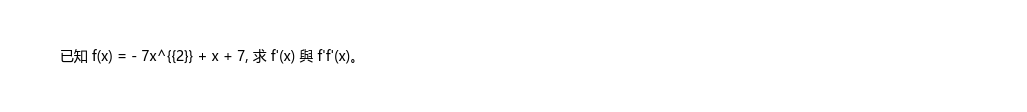 已知 f(x) = - 7x^{{2}} + x + 7, 求 f'(x) 與 f'f'(x)。